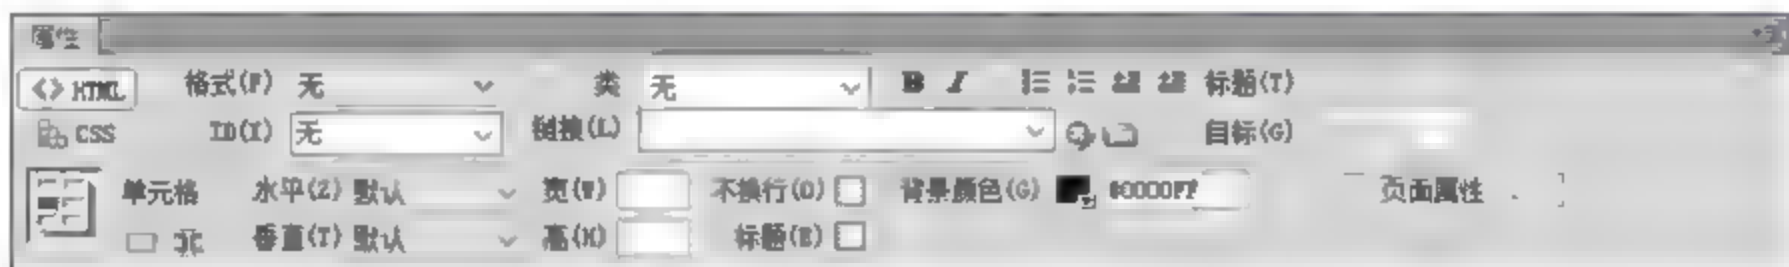 属性
<> HTML 格式(F) 无 类 无 B I 标题(T)
CSS ID(I) 无 链接(L) 目标(G)
单元格 水平(Z) 默认 宽(W) 不换行(O) 背景颜色(G) #0000FF 页面属性
垂直(T) 默认 高(H) 标题(E)